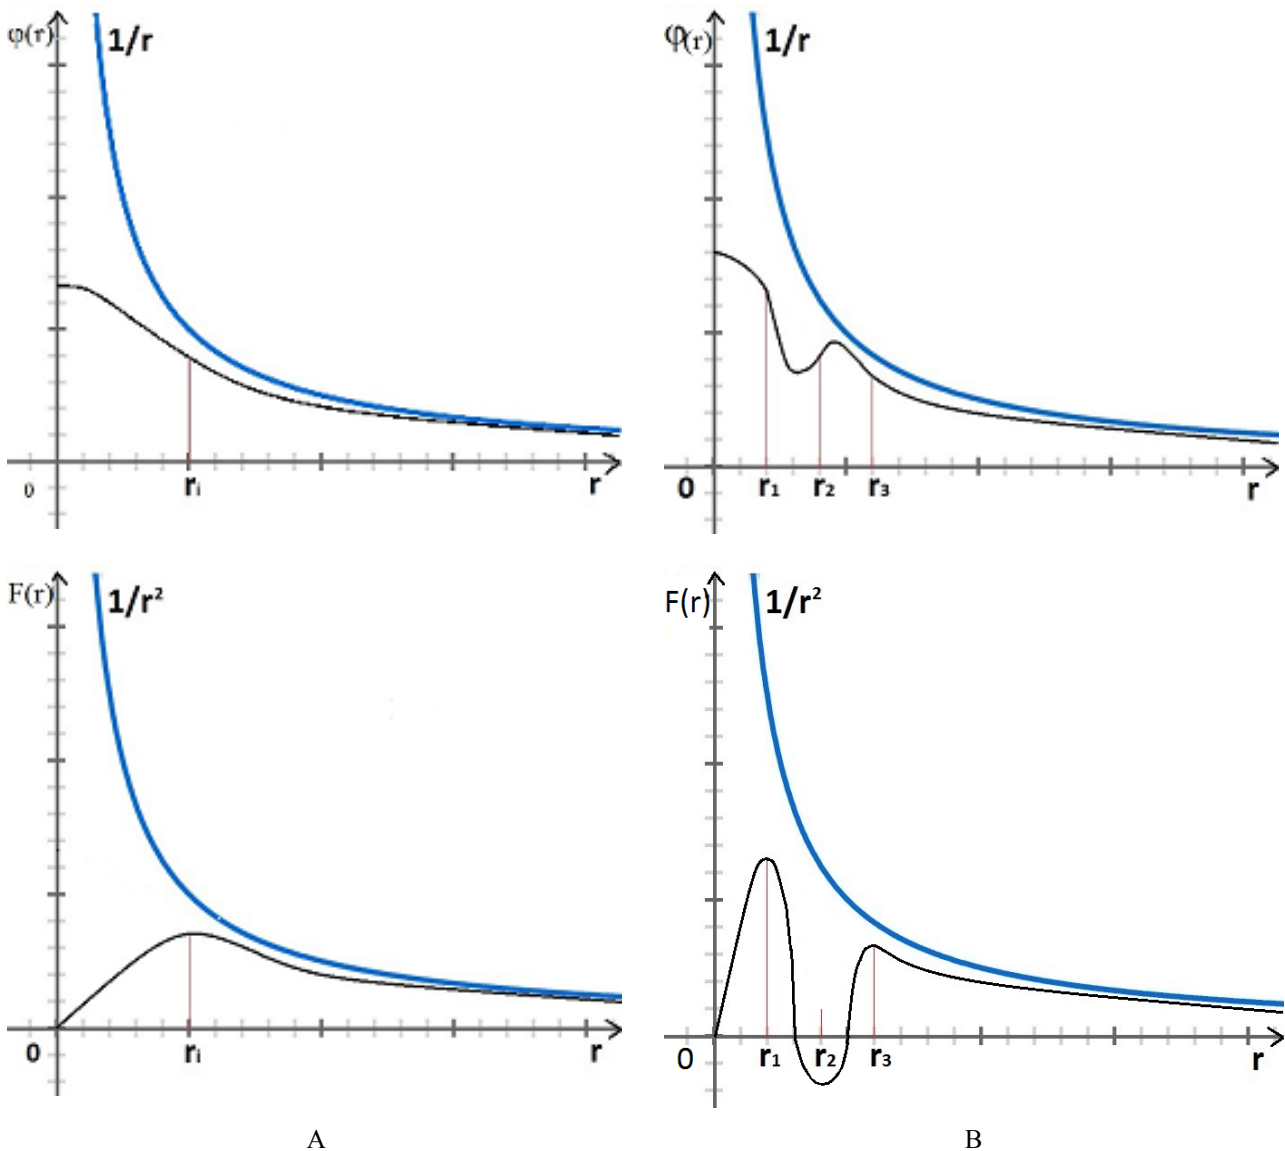 φ(r)
1/r
0
rᵢ
r
φ(r)
1/r
0
r₁
r₂
r₃
r
F(r)
1/r²
0
rᵢ
r
F(r)
1/r²
0
r₁
r₂
r₃
r
A
B